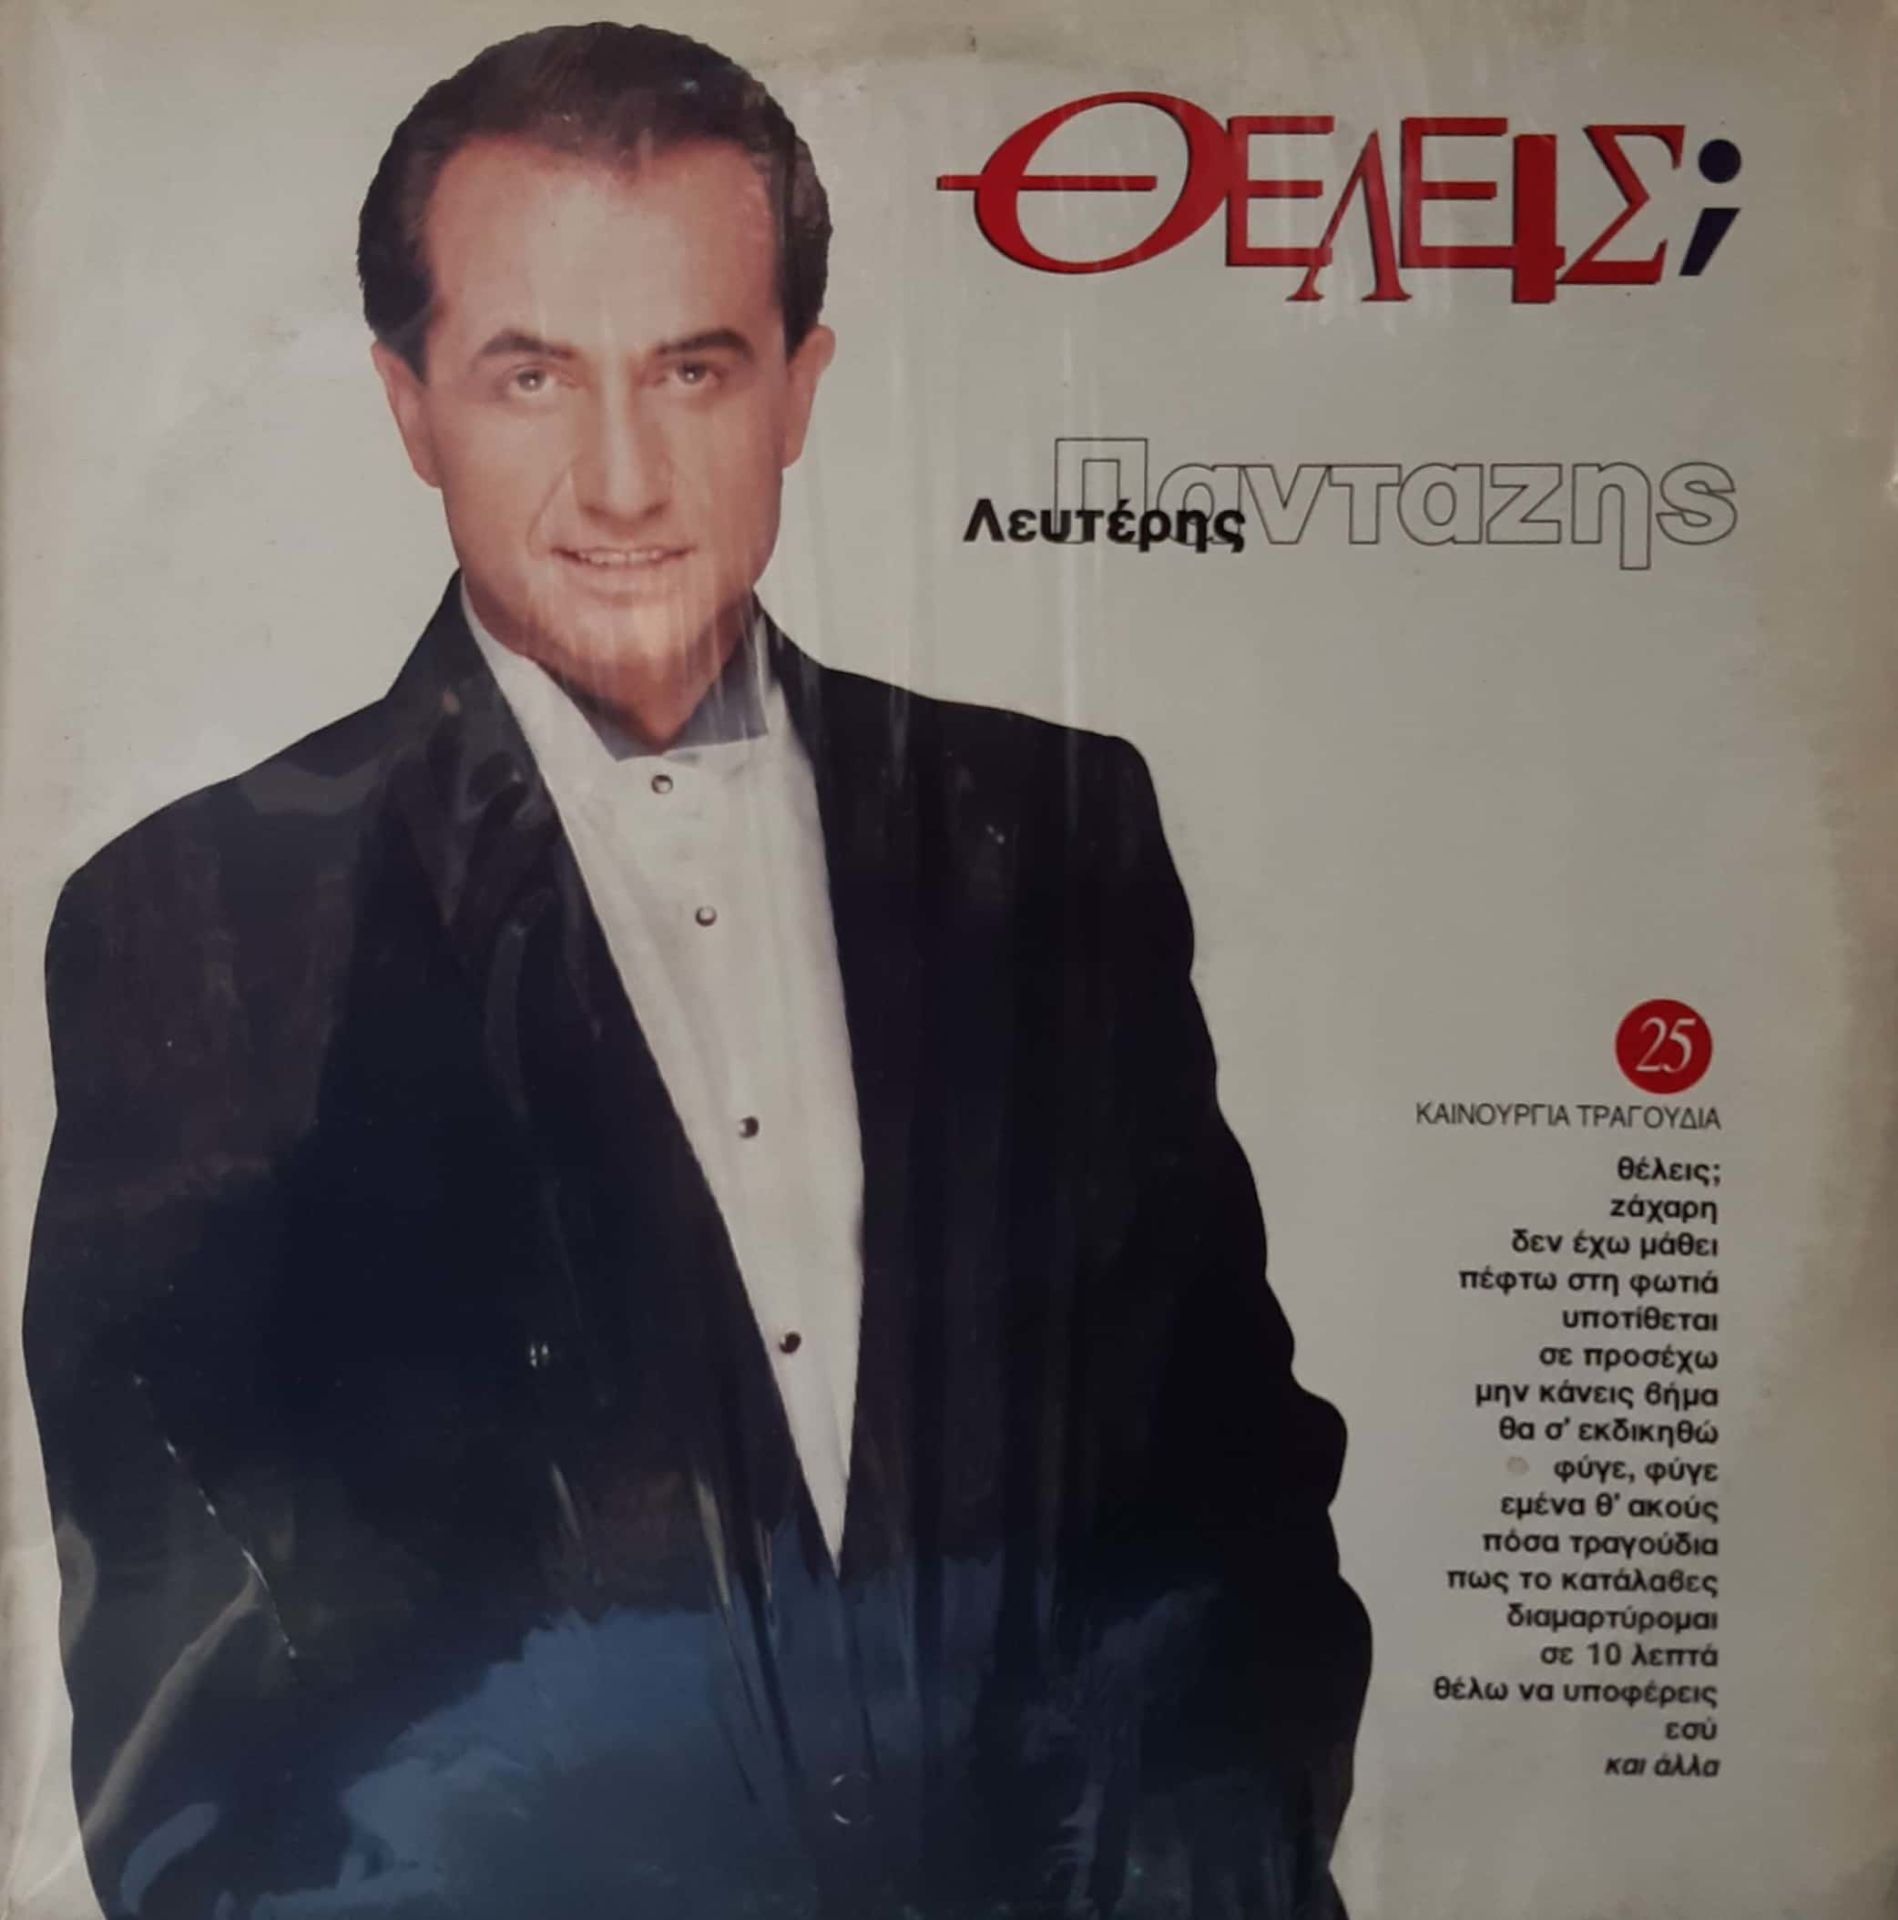 ΘΕΛΕΙΣ;
Πανταζης
Λευτέρης
25
ΚΑΙΝΟΥΡΓΙΑ ΤΡΑΓΟΥΔΙΑ
θέλεις;
ζάχαρη
δεν έχω μάθει
πέφτω στη φωτιά
υποτίθεται
σε προσέχω
μην κάνεις βήμα
θα σ' εκδικηθώ
φύγε, φύγε
εμένα θ' ακούς
πόσα τραγούδια
πως το κατάλαβες
διαμαρτύρομαι
σε 10 λεπτά
θέλω να υποφέρεις
εσύ
και άλλα